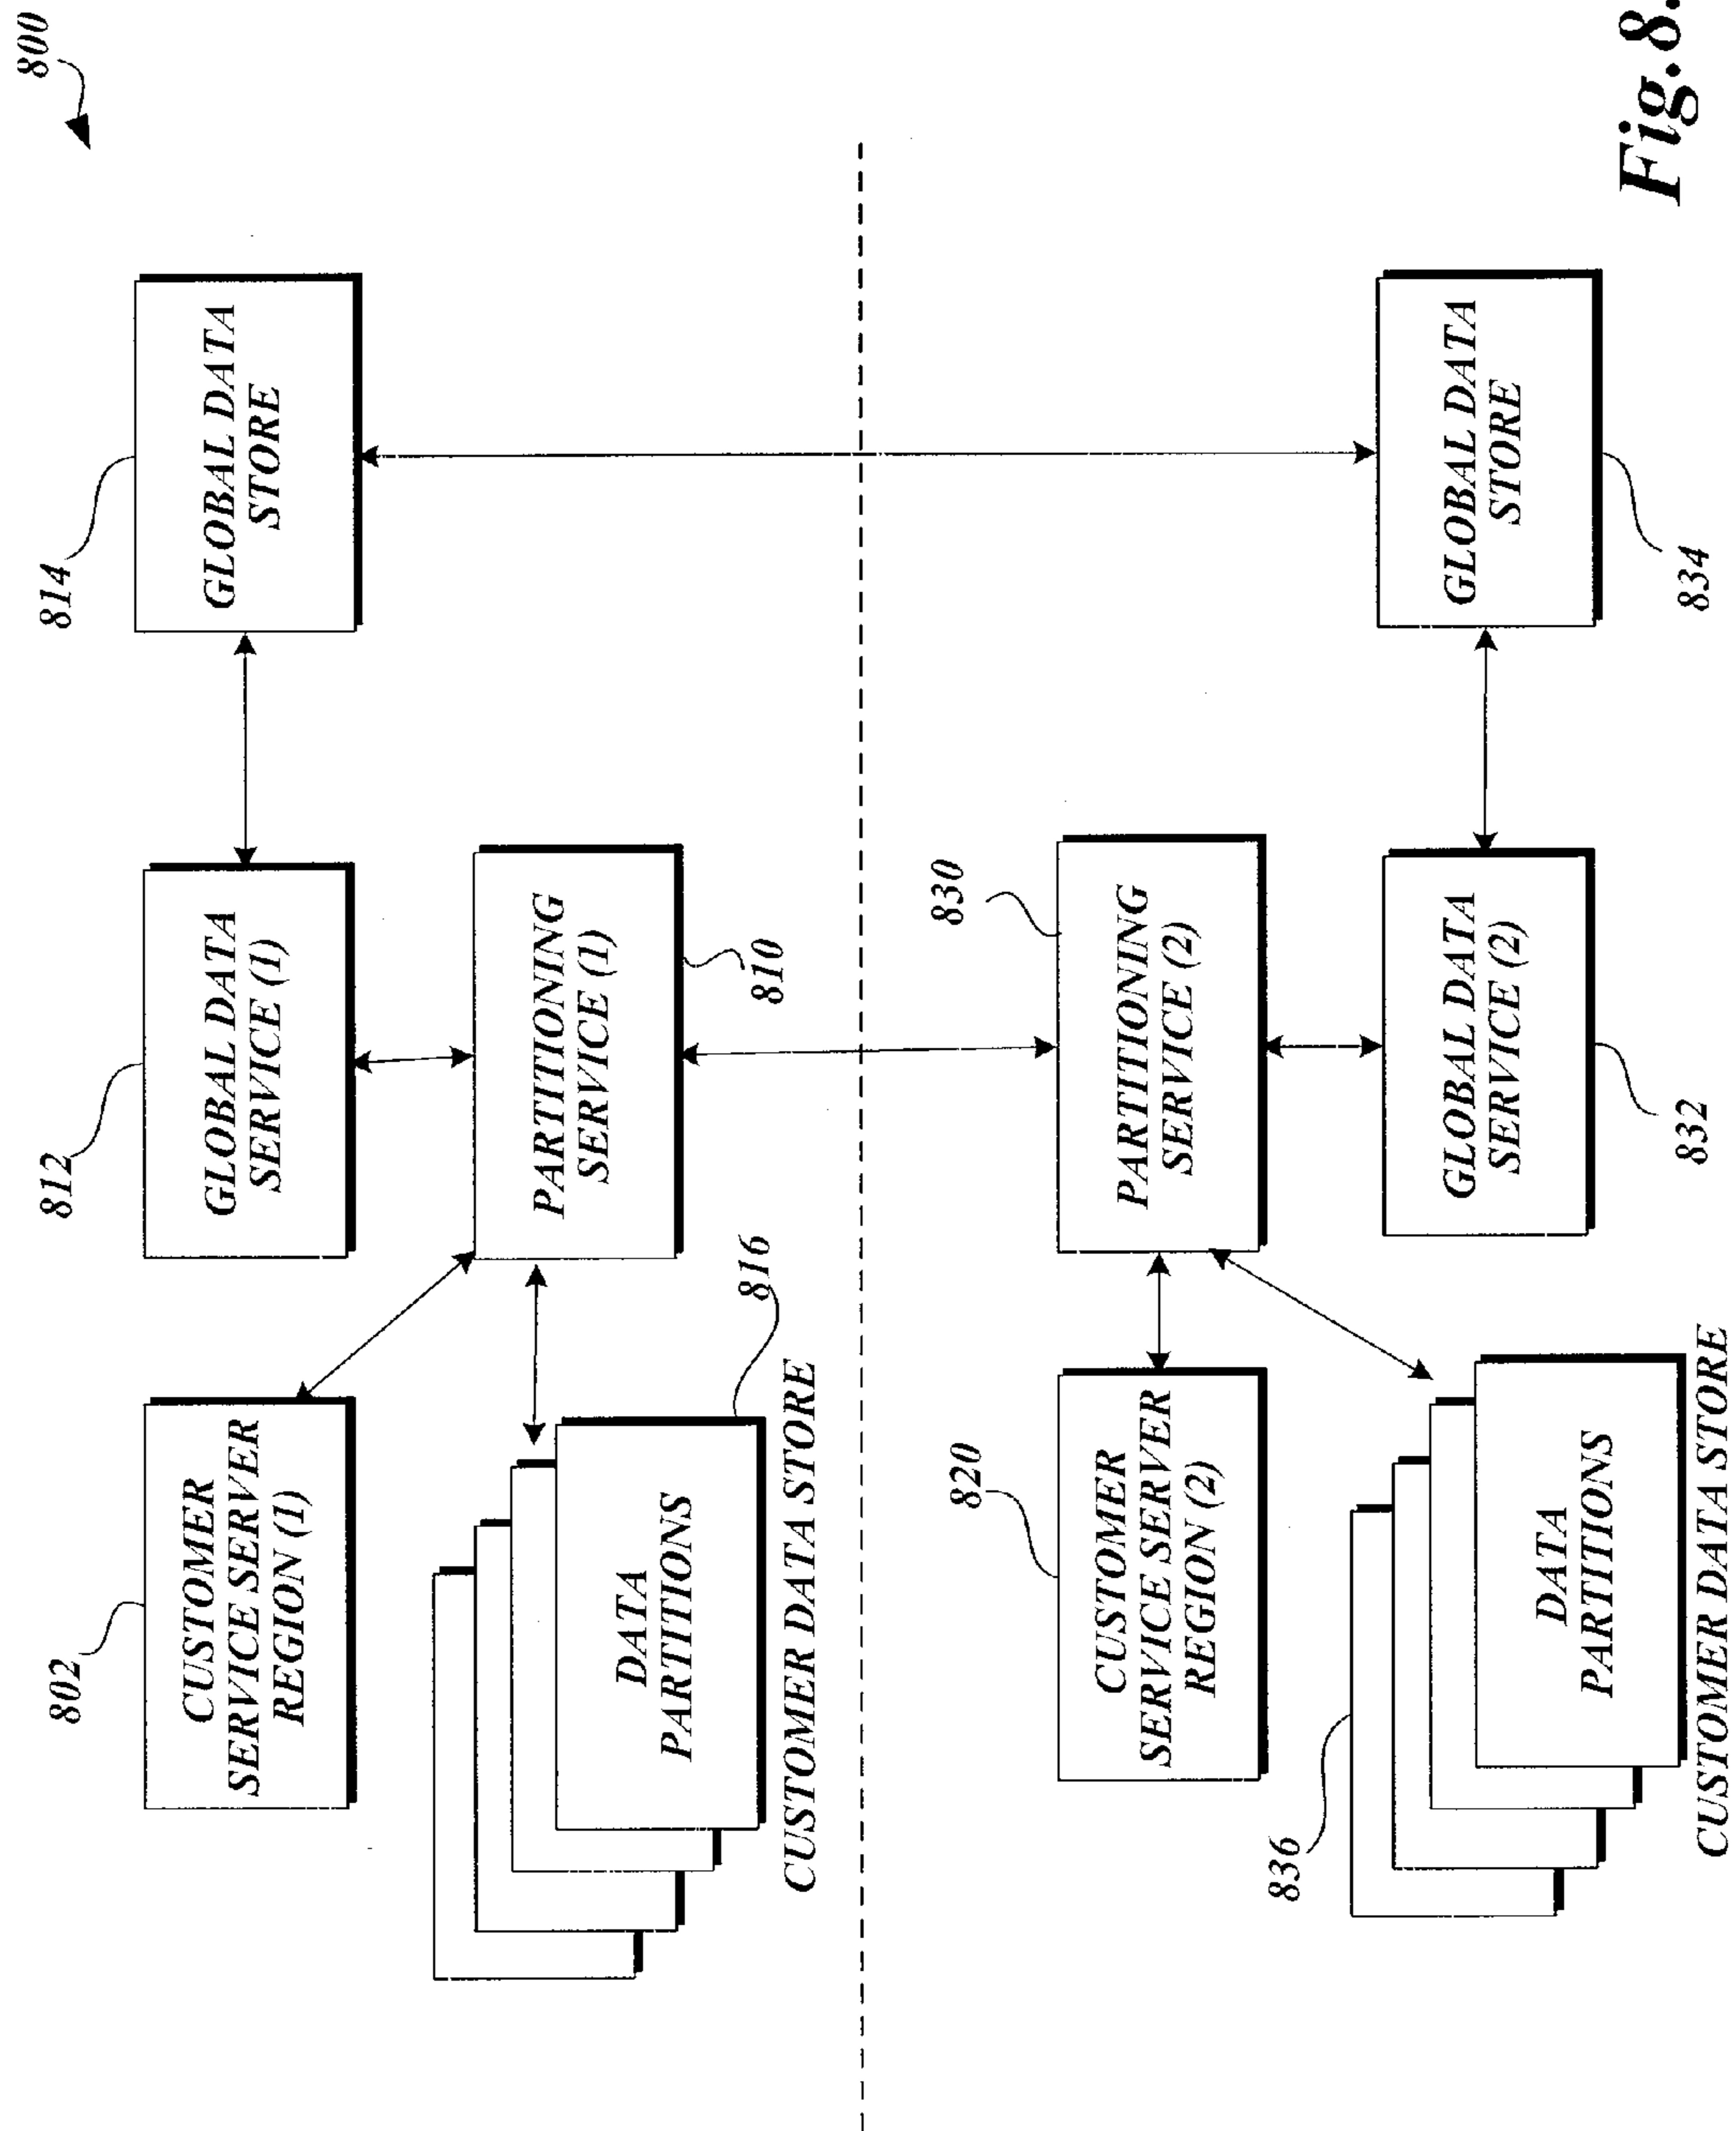 800
802
CUSTOMER
SERVICE SERVER
REGION (1)
812
GLOBAL DATA
SERVICE (1)
814
GLOBAL DATA
STORE
DATA
PARTITIONS
816
CUSTOMER DATA STORE
PARTITIONING
SERVICE (1)
810
820
CUSTOMER
SERVICE SERVER
REGION (2)
830
PARTITIONING
SERVICE (2)
836
DATA
PARTITIONS
CUSTOMER DATA STORE
GLOBAL DATA
SERVICE (2)
832
GLOBAL DATA
STORE
834
Fig.8.